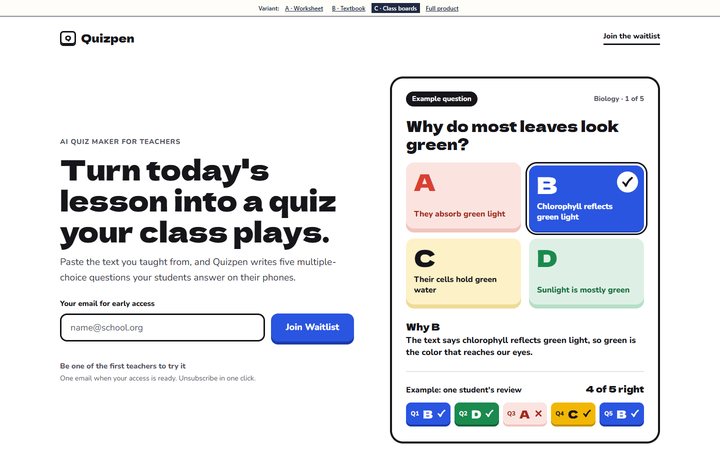 Variant: A - Worksheet B - Textbook C - Class boards Full product
Quizpen
Join the waitlist
AI QUIZ MAKER FOR TEACHERS
Turn today's
lesson into a quiz
your class plays.
Paste the text you taught from, and Quizpen writes five multiple-
choice questions your students answer on their phones.
Your email for early access
name@school.org
Join Waitlist
Be one of the first teachers to try it
One email when your access is ready. Unsubscribe in one click.
Example question
Biology · 1 of 5
Why do most leaves look
green?
A
They absorb green light
B
Chlorophyll reflects
green light
C
Their cells hold green
water
D
Sunlight is mostly green
Why B
The text says chlorophyll reflects green light, so green is
the color that reaches our eyes.
Example: one student's review
4 of 5 right
Q1 B ✓ Q2 D ✓ Q3 A ✕ Q4 C ✓ Q5 B ✓